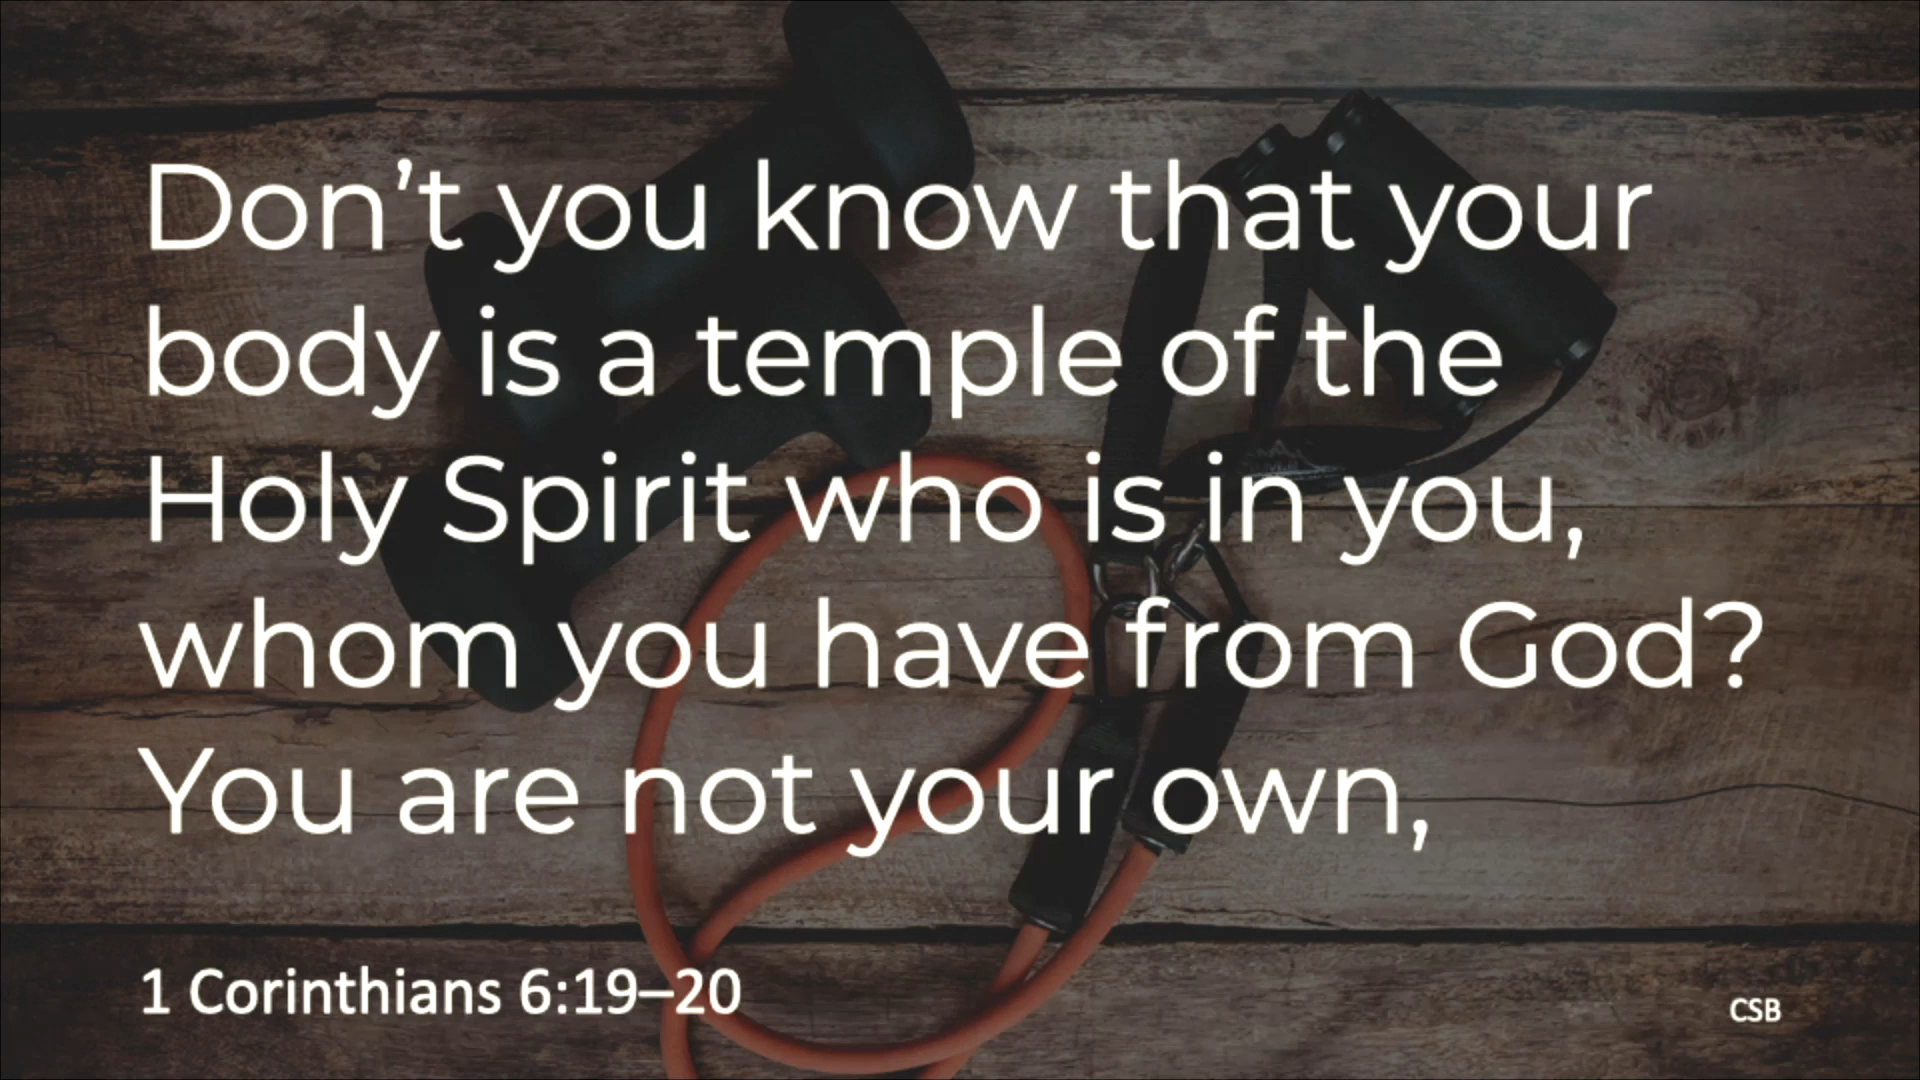 Don’t you know that your
body is a temple of the
Holy Spirit who is in you,
whom you have from God?
You are not your own,
1 Corinthians 6:19–20
CSB